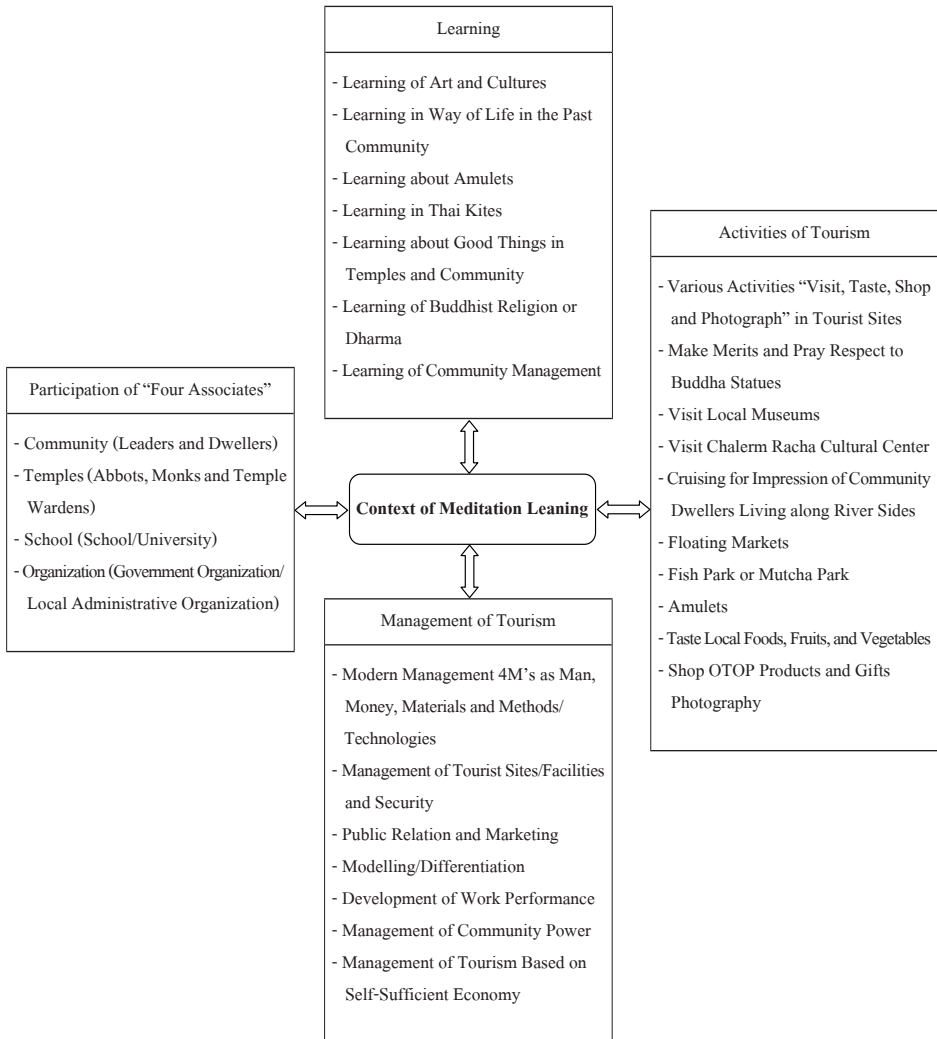 Learning
- Learning of Art and Cultures
- Learning in Way of Life in the Past
Community
- Learning about Amulets
- Learning in Thai Kites
- Learning about Good Things in
Temples and Community
- Learning of Buddhist Religion or
Dharma
- Learning of Community Management
Participation of “Four Associates”
- Community (Leaders and Dwellers)
- Temples (Abbots, Monks and Temple
Wardens)
- School (School/University)
- Organization (Government Organization/
Local Administrative Organization)
Context of Meditation Leaning
Activities of Tourism
- Various Activities “Visit, Taste, Shop
and Photograph” in Tourist Sites
- Make Merits and Pray Respect to
Buddha Statues
- Visit Local Museums
- Visit Chalerm Racha Cultural Center
- Cruising for Impression of Community
Dwellers Living along River Sides
- Floating Markets
- Fish Park or Mutcha Park
- Amulets
- Taste Local Foods, Fruits, and Vegetables
- Shop OTOP Products and Gifts
Photography
Management of Tourism
- Modern Management 4M’s as Man,
Money, Materials and Methods/
Technologies
- Management of Tourist Sites/Facilities
and Security
- Public Relation and Marketing
- Modelling/Differentiation
- Development of Work Performance
- Management of Community Power
- Management of Tourism Based on
Self-Sufficient Economy